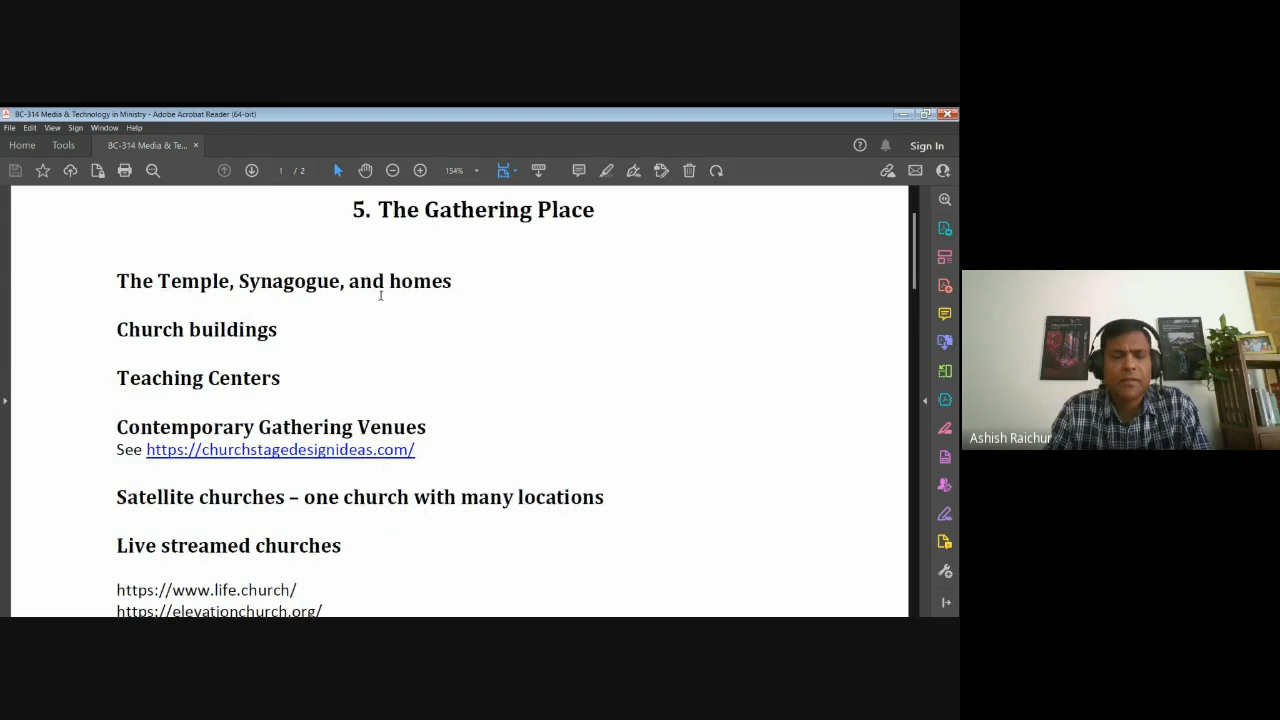 BC-314 Media & Technology in Ministry - Adobe Acrobat Reader (64-bit)
File Edit View Sign Window Help
Home Tools BC-314 Media & Te... × Sign In
1 / 2 154%
5. The Gathering Place
The Temple, Synagogue, and homes
Church buildings
Teaching Centers
Contemporary Gathering Venues
See https://churchstagedesignideas.com/
Satellite churches – one church with many locations
Live streamed churches
https://www.life.church/
https://elevationchurch.org/
Ashish Raichur